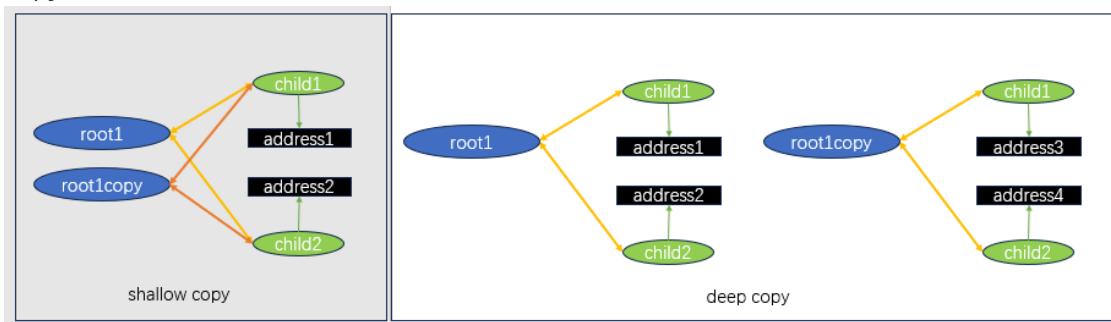 child1
root1
address1
root1copy
address2
child2
shallow copy
child1
root1
address1
address2
child2
child1
root1copy
address3
address4
child2
deep copy